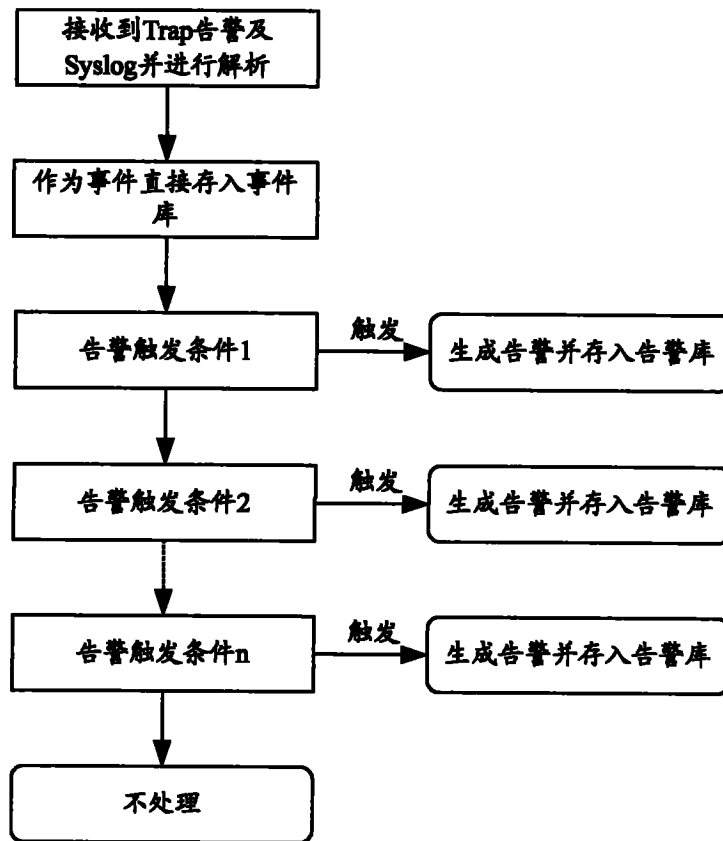 接收到Trap告警及
Syslog并进行解析
作为事件直接存入事件
库
告警触发条件1
触发
生成告警并存入告警库
告警触发条件2
触发
生成告警并存入告警库
告警触发条件n
触发
生成告警并存入告警库
不处理